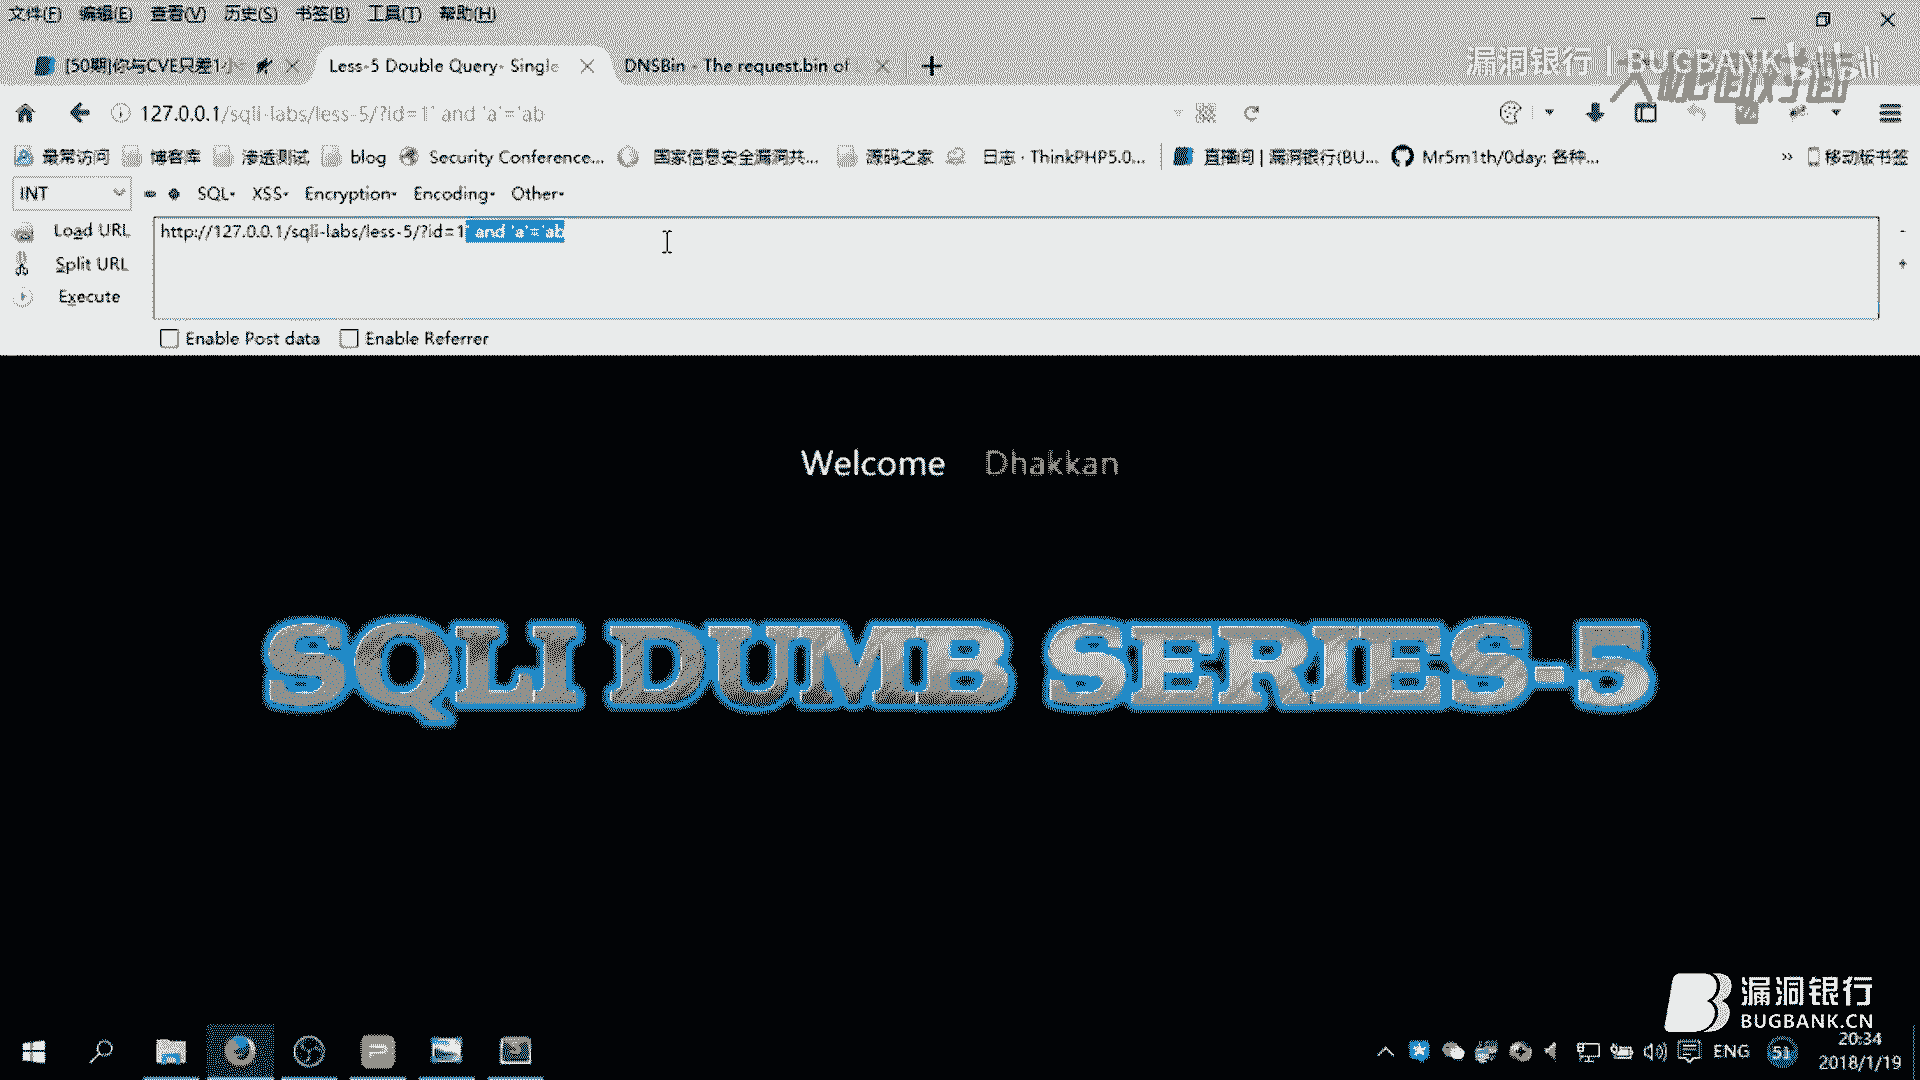 文件(F) 编辑(E) 查看(V) 历史(S) 书签(B) 工具(T) 帮助(H)
[50期]你与CVE只差1小 Less-5 Double Query- Single DNSBin - The request.bin of
漏洞银行 | BUGBANK bilibili
大咖面对面
127.0.0.1/sqli-labs/less-5/?id=1' and 'a'='ab
最常访问 博客库 渗透测试 blog Security Conference... 国家信息安全漏洞共... 源码之家 日志 · ThinkPHP5.0... 直播间 | 漏洞银行(BU... Mr5m1th/0day: 各种... » 移动版书签
INT SQL- XSS- Encryption- Encoding- Other-
Load URL http://127.0.0.1/sqli-labs/less-5/?id=1' and 'a'='ab
Split URL
Execute
Enable Post data Enable Referrer
Welcome Dhakkan
SQLI DUMB SERIES-5
漏洞银行
BUGBANK.CN
ENG 51 20:34
2018/1/19